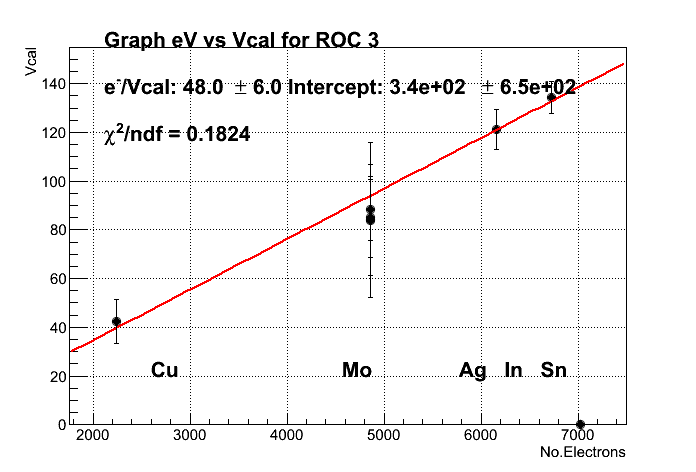 Graph eV vs Vcal for ROC 3
Vcal
e⁻/Vcal: 48.0 ± 6.0 Intercept: 3.4e+02 ± 6.5e+02
χ²/ndf = 0.1824
140
120
100
80
60
40
20
0
Cu Mo Ag In Sn
2000 3000 4000 5000 6000 7000
No.Electrons